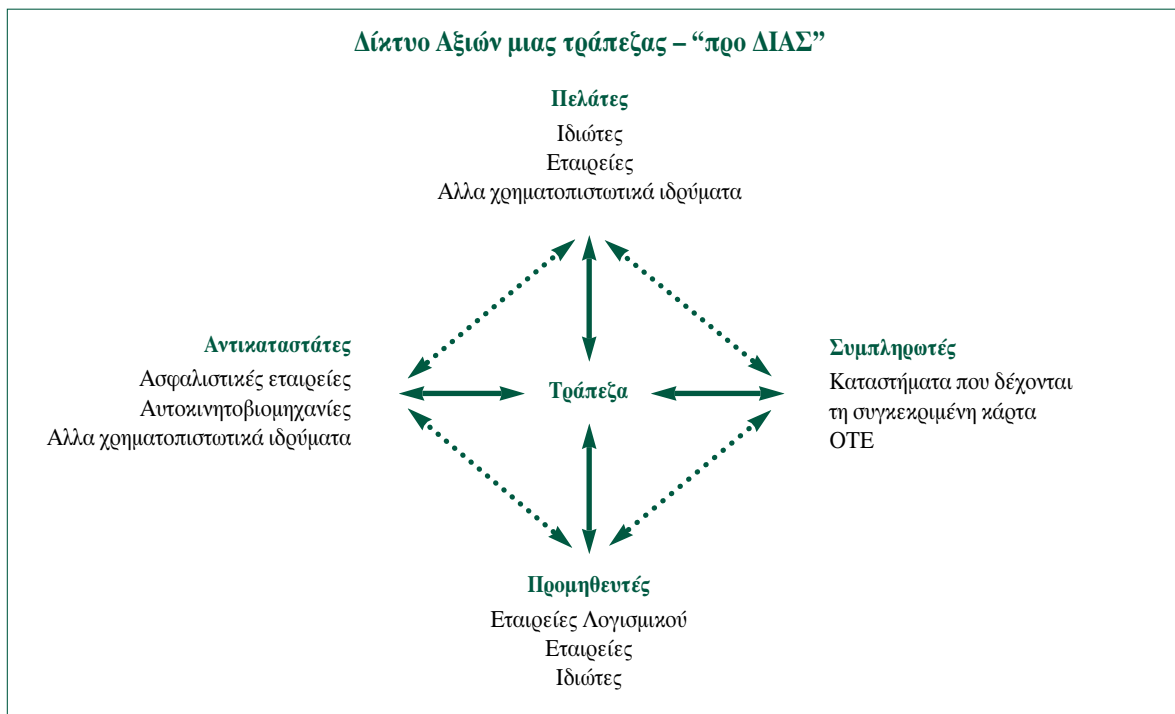 Δίκτυο Αξιών μιας τράπεζας – “προ ΔΙΑΣ”
Πελάτες
Ιδιώτες
Εταιρείες
Αλλα χρηματοπιστωτικά ιδρύματα
Αντικαταστάτες
Ασφαλιστικές εταιρείες
Αυτοκινητοβιομηχανίες
Αλλα χρηματοπιστωτικά ιδρύματα
Τράπεζα
Συμπληρωτές
Καταστήματα που δέχονται
τη συγκεκριμένη κάρτα
ΟΤΕ
Προμηθευτές
Εταιρείες Λογισμικού
Εταιρείες
Ιδιώτες